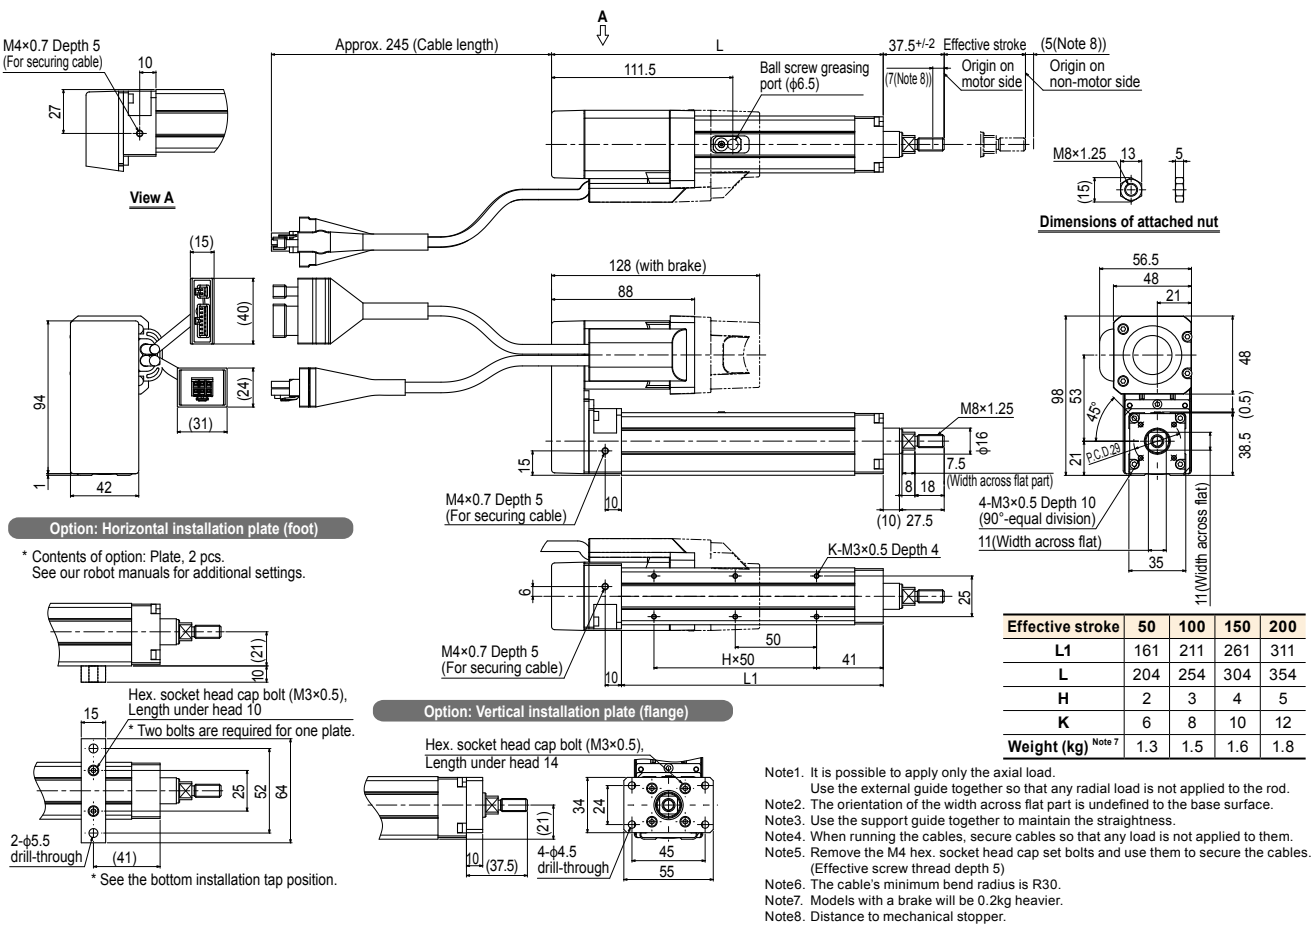 A
M4×0.7 Depth 5
(For securing cable)
10
27
View A
Approx. 245 (Cable length)
L
37.5+/-2
Effective stroke
(5(Note 8))
111.5
Ball screw greasing
port (ϕ6.5)
(7(Note 8))
Origin on
motor side
Origin on
non-motor side
M8×1.25
13
5
(15)
Dimensions of attached nut
(15)
(40)
(24)
(31)
94
1
42
128 (with brake)
88
M8×1.25
ϕ16
15
10
M4×0.7 Depth 5
(For securing cable)
7.5
(Width across flat part)
8
18
(10)
27.5
56.5
48
21
48
98
53
45°
(0.5)
P.C.D.29
21
38.5
4-M3×0.5 Depth 10
(90°-equal division)
11(Width across flat)
35
11(Width across flat)
Option: Horizontal installation plate (foot)
* Contents of option: Plate, 2 pcs.
See our robot manuals for additional settings.
(21)
10
Hex. socket head cap bolt (M3×0.5),
Length under head 10
* Two bolts are required for one plate.
15
25
52
64
2-ϕ5.5
drill-through
(41)
* See the bottom installation tap position.
K-M3×0.5 Depth 4
6
25
50
H×50
41
M4×0.7 Depth 5
(For securing cable)
10
L1
Option: Vertical installation plate (flange)
Hex. socket head cap bolt (M3×0.5),
Length under head 14
(21)
10
(37.5)
34
24
4-ϕ4.5
drill-through
45
55
Effective stroke 50 100 150 200
L1 161 211 261 311
L 204 254 304 354
H 2 3 4 5
K 6 8 10 12
Weight (kg) Note 7 1.3 1.5 1.6 1.8
Note1. It is possible to apply only the axial load.
Use the external guide together so that any radial load is not applied to the rod.
Note2. The orientation of the width across flat part is undefined to the base surface.
Note3. Use the support guide together to maintain the straightness.
Note4. When running the cables, secure cables so that any load is not applied to them.
Note5. Remove the M4 hex. socket head cap set bolts and use them to secure the cables.
(Effective screw thread depth 5)
Note6. The cable's minimum bend radius is R30.
Note7. Models with a brake will be 0.2kg heavier.
Note8. Distance to mechanical stopper.